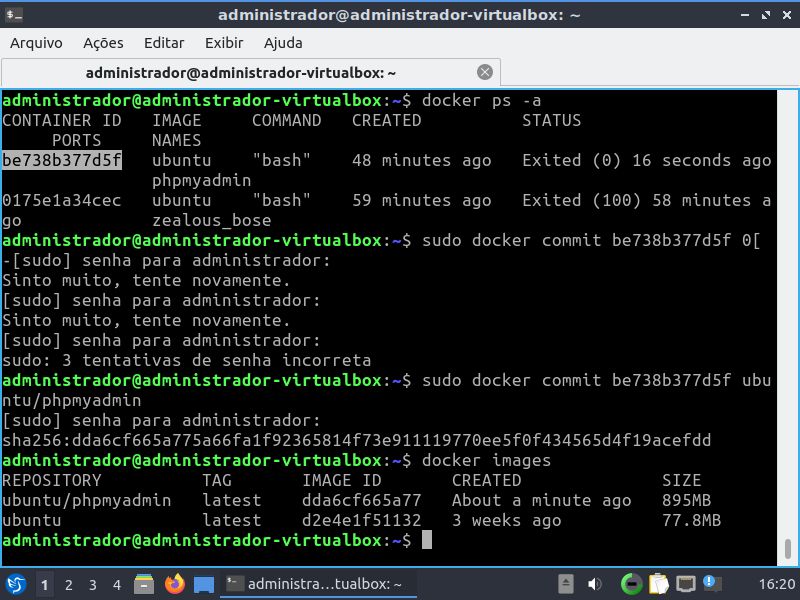 administrador@administrador-virtualbox: ~
Arquivo Ações Editar Exibir Ajuda
administrador@administrador-virtualbox: ~
administrador@administrador-virtualbox:~$ docker ps -a
CONTAINER ID IMAGE COMMAND CREATED STATUS
PORTS NAMES
be738b377d5f ubuntu "bash" 48 minutes ago Exited (0) 16 seconds ago
phpmyadmin
0175e1a34cec ubuntu "bash" 59 minutes ago Exited (100) 58 minutes a
go zealous_bose
administrador@administrador-virtualbox:~$ sudo docker commit be738b377d5f 0[
-[sudo] senha para administrador:
Sinto muito, tente novamente.
[sudo] senha para administrador:
Sinto muito, tente novamente.
[sudo] senha para administrador:
sudo: 3 tentativas de senha incorreta
administrador@administrador-virtualbox:~$ sudo docker commit be738b377d5f ubu
ntu/phpmyadmin
[sudo] senha para administrador:
sha256:dda6cf665a775a66fa1f92365814f73e911119770ee5f0f434565d4f19acefdd
administrador@administrador-virtualbox:~$ docker images
REPOSITORY TAG IMAGE ID CREATED SIZE
ubuntu/phpmyadmin latest dda6cf665a77 About a minute ago 895MB
ubuntu latest d2e4e1f51132 3 weeks ago 77.8MB
administrador@administrador-virtualbox:~$
1 2 3 4 administra…tualbox: ~ 16:20